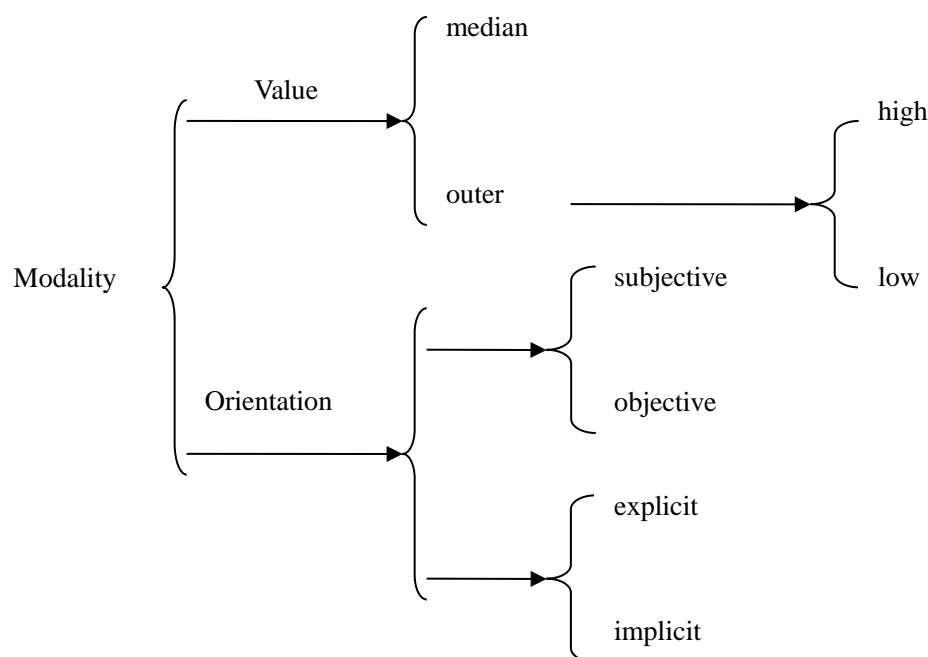 median
Value
high
outer
Modality
subjective
low
Orientation
objective
explicit
implicit